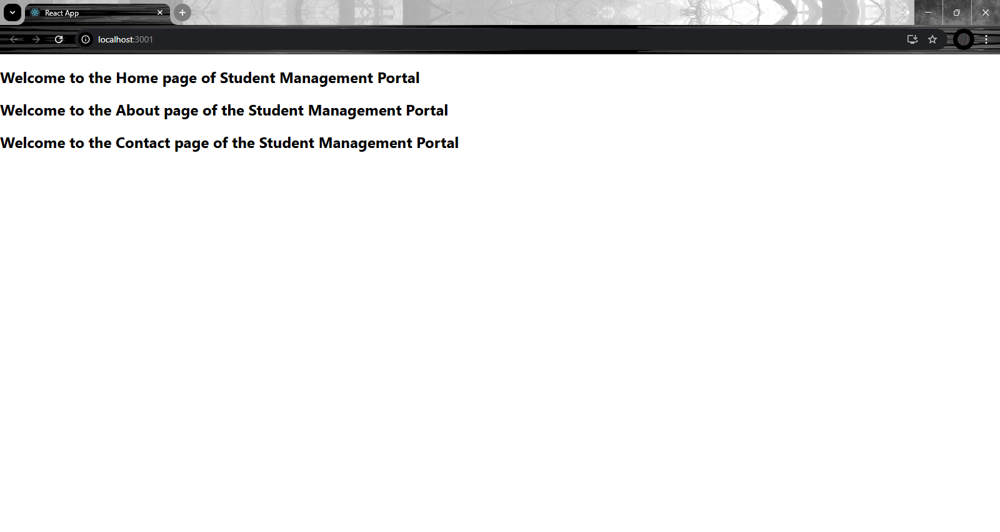 React App
localhost:3001
Welcome to the Home page of Student Management Portal
Welcome to the About page of the Student Management Portal
Welcome to the Contact page of the Student Management Portal